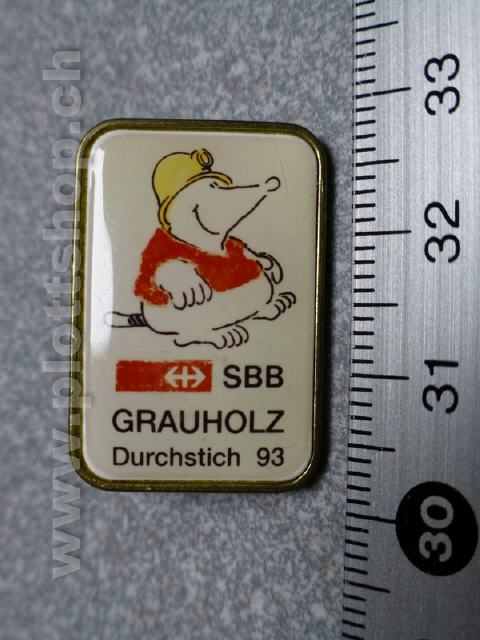 SBB
GRAUHOLZ
Durchstich 93
www.plottshop.ch
33
32
31
30